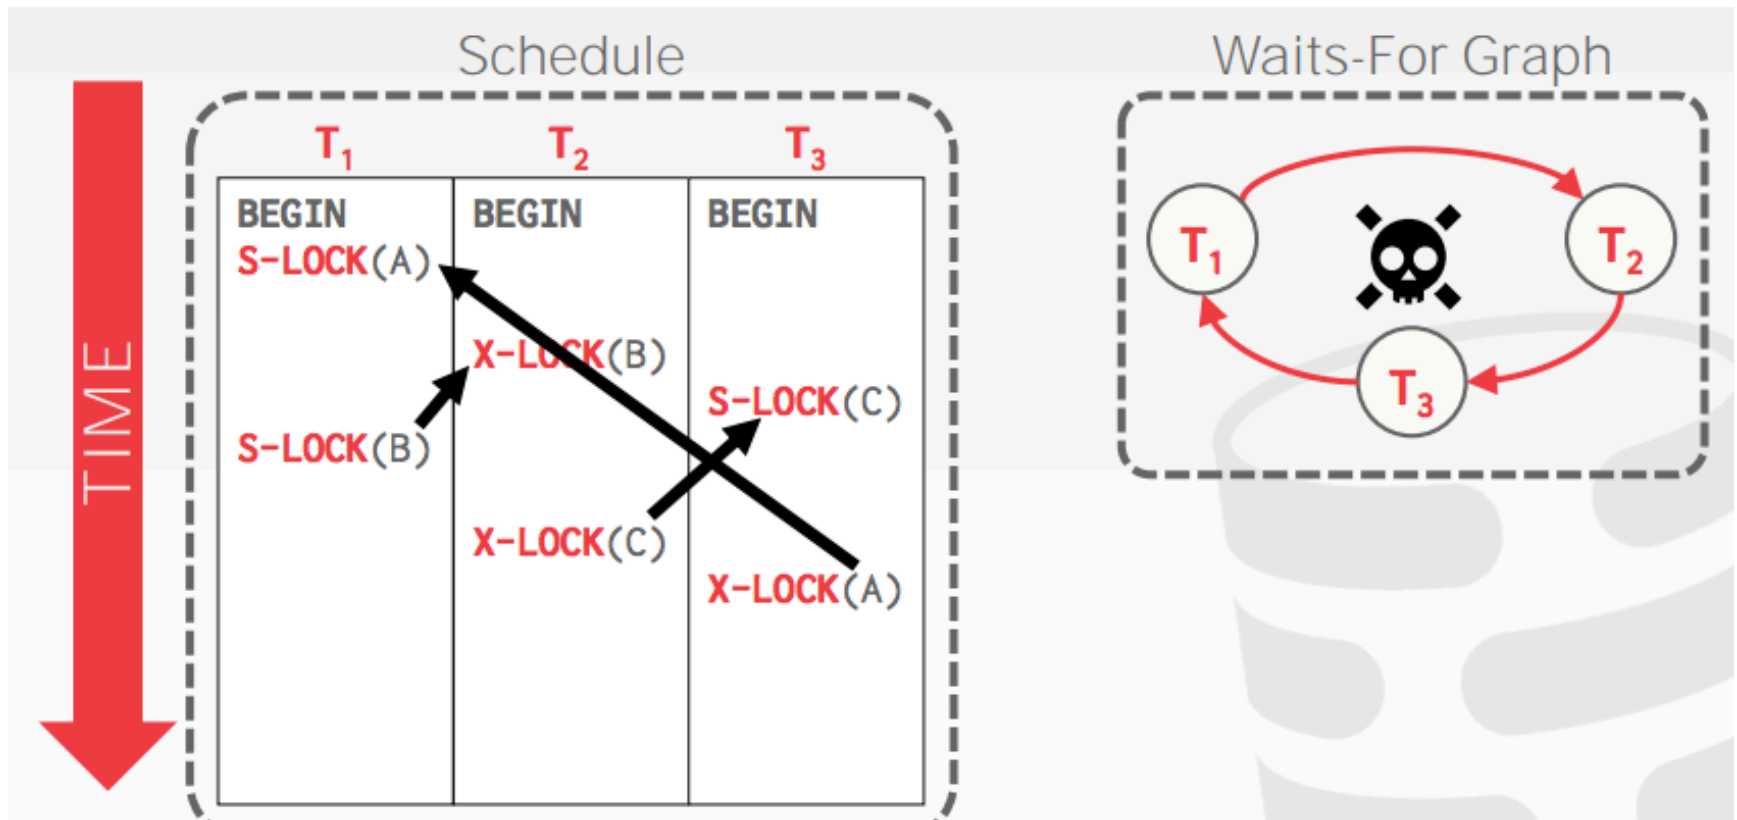 Schedule
Waits-For Graph
TIME
T1 T2 T3
BEGIN BEGIN BEGIN
S-LOCK(A)
X-LOCK(B)
S-LOCK(C)
S-LOCK(B)
X-LOCK(C)
X-LOCK(A)
T1
T2
T3